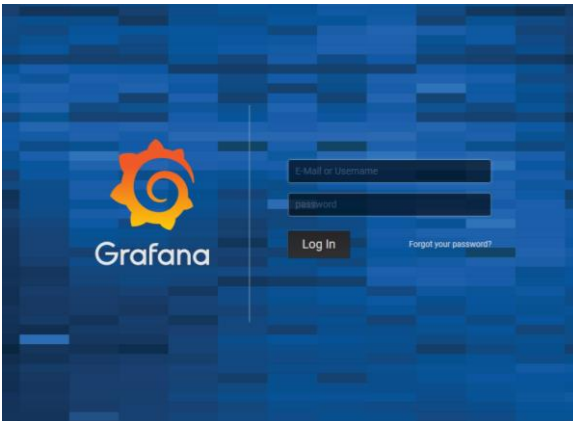 Grafana
E-Mail or Username
password
Log In
Forgot your password?